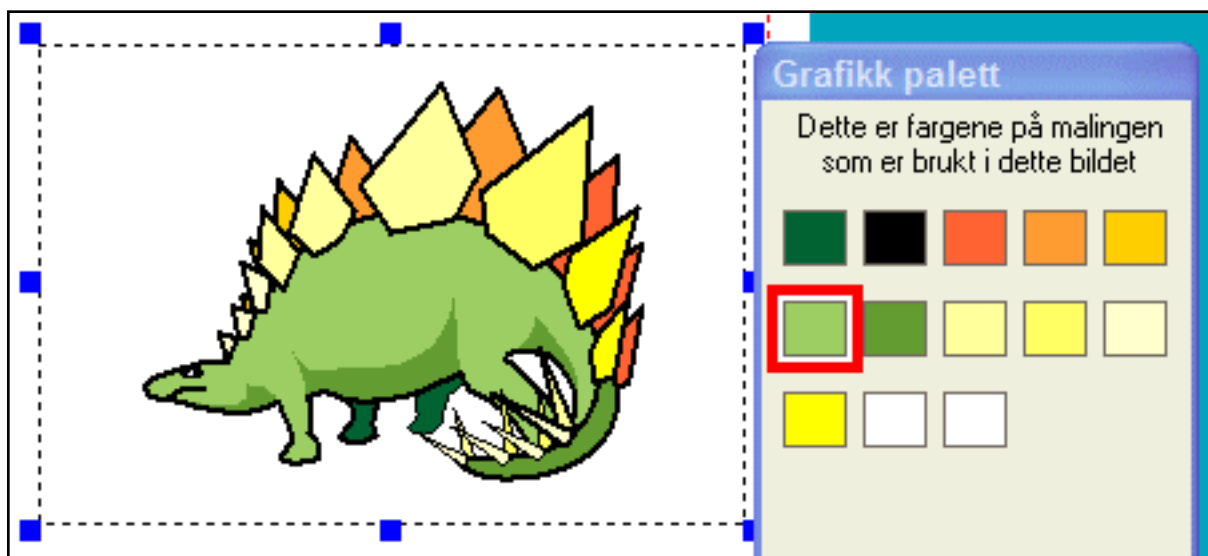 Grafikk palett
Dette er fargene på malingen
som er brukt i dette bildet